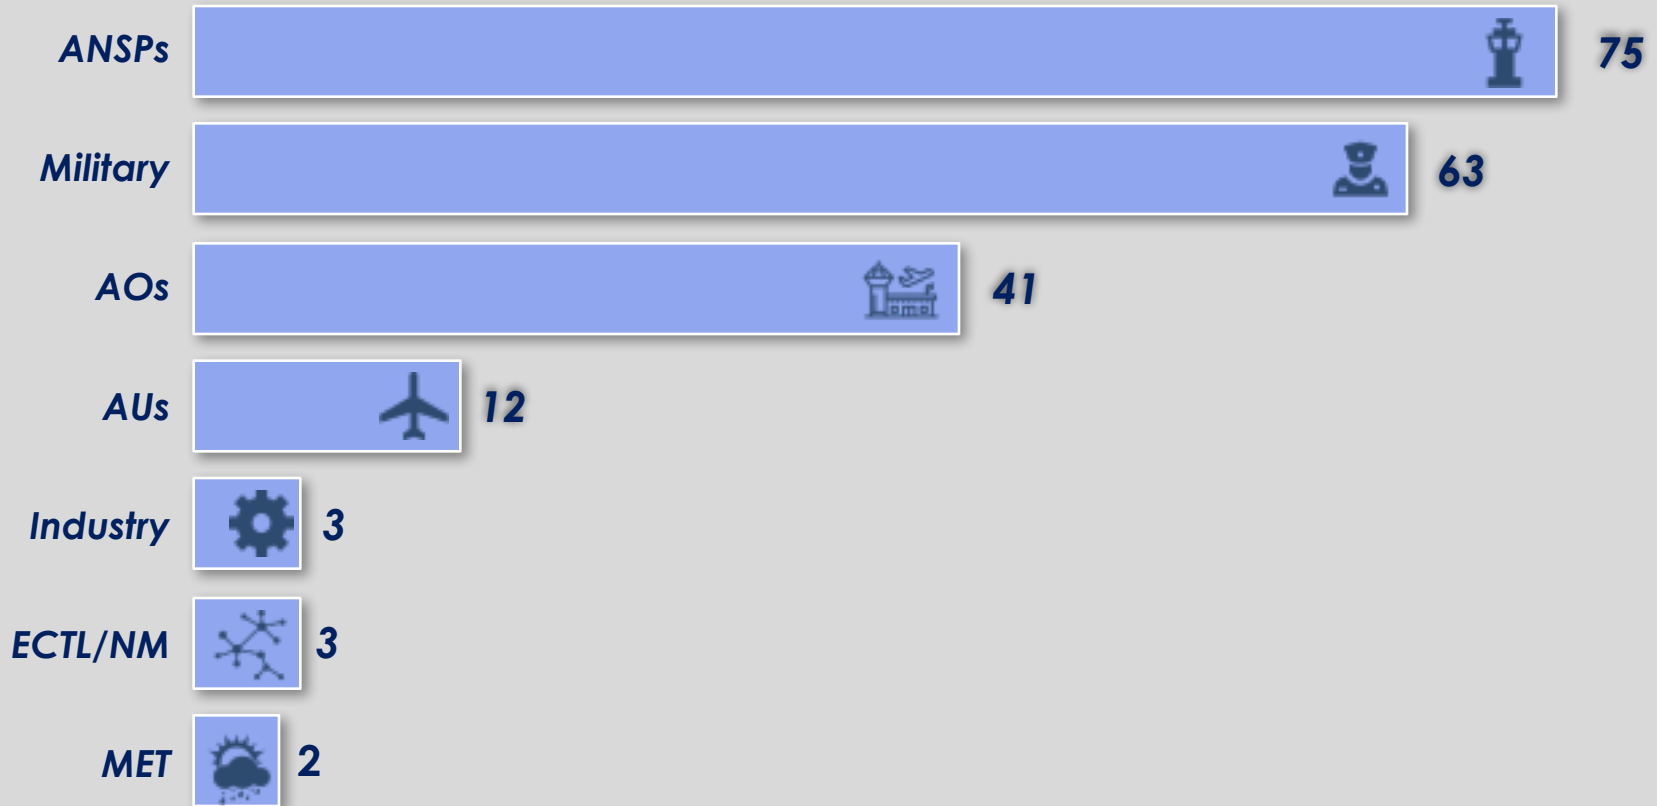 ANSPs 75
Military 63
AOs 41
AUs 12
Industry 3
ECTL/NM 3
MET 2